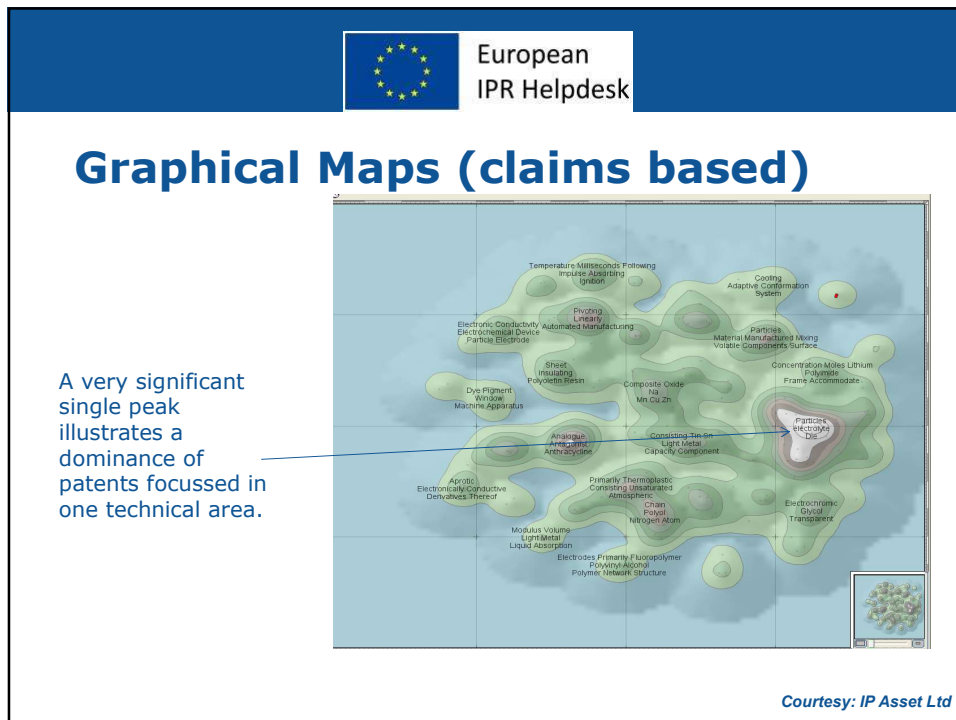 European
IPR Helpdesk
Graphical Maps (claims based)
A very significant
single peak
illustrates a
dominance of
patents focussed in
one technical area.
Temperature Milliseconds Following
Impulse Absorbing
Ignition
Cooling
Adaptive Conformation
System
Pivoting
Linearly
Automated Manufacturing
Electronic Conductivity
Electrochemical Device
Particle Electrode
Particles
Material Manufactured Mixing
Volatile Components Surface
Sheet
Insulating
Polyolefin Resin
Concentration Moles Lithium
Polyimide
Frame Accommodate
Dye Pigment
Window
Machine Apparatus
Composite Oxide
Na
Mn Cu Zn
Particles
electrolyte
Die
Analogue
Antagonist
Anthracycline
Consisting Tin Sn
Light Metal
Capacity Component
Aprotic
Electronically Conductive
Derivatives Thereof
Primarily Thermoplastic
Consisting Unsaturated
Atmospheric
Chain
Polyol
Nitrogen Atom
Electrochromic
Glycol
Transparent
Modulus Volume
Light Metal
Liquid Absorption
Electrodes Primarily Fluoropolymer
Polyvinyl Alcohol
Polymer Network Structure
Courtesy: IP Asset Ltd